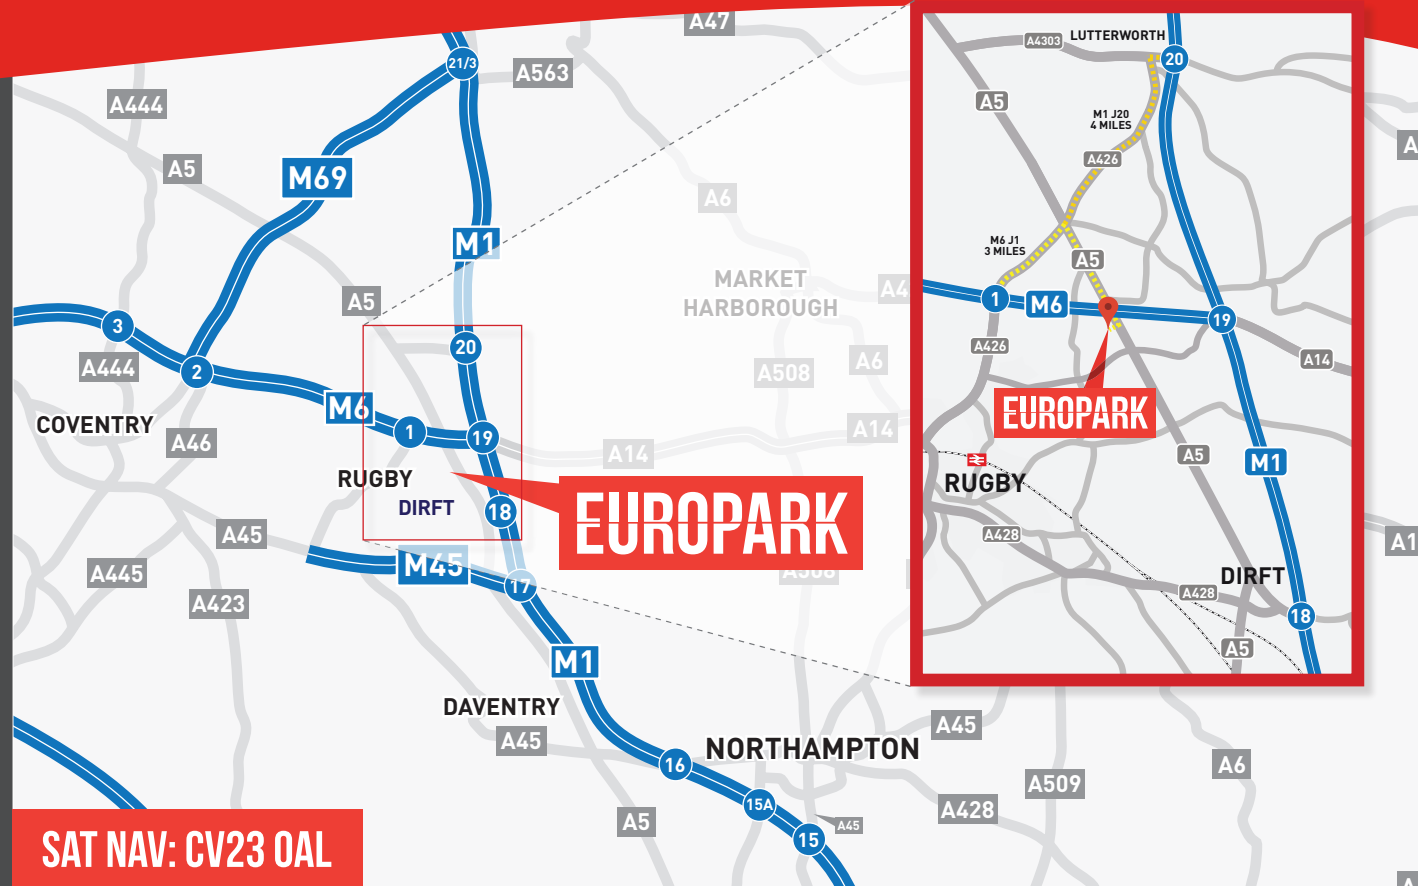 A47
21/3
A563
A444
A5
M69
M1
A6
MARKET
HARBOROUGH
A4
A5
3
A444
2
20
A508
A6
M6
1
19
A14
A14
COVENTRY
A46
RUGBY
DIRFT
18
EUROPARK
A45
M45
17
A508
A445
A423
M1
DAVENTRY
A45
NORTHAMPTON
16
15A
15
A45
A45
A509
A6
A428
A5
SAT NAV: CV23 0AL
A4303
LUTTERWORTH
20
A5
M1 J20
4 MILES
A426
M6 J1
3 MILES
A5
1
M6
19
A426
A14
EUROPARK
A5
M1
RUGBY
A428
DIRFT
A428
18
A5
A
A1
A